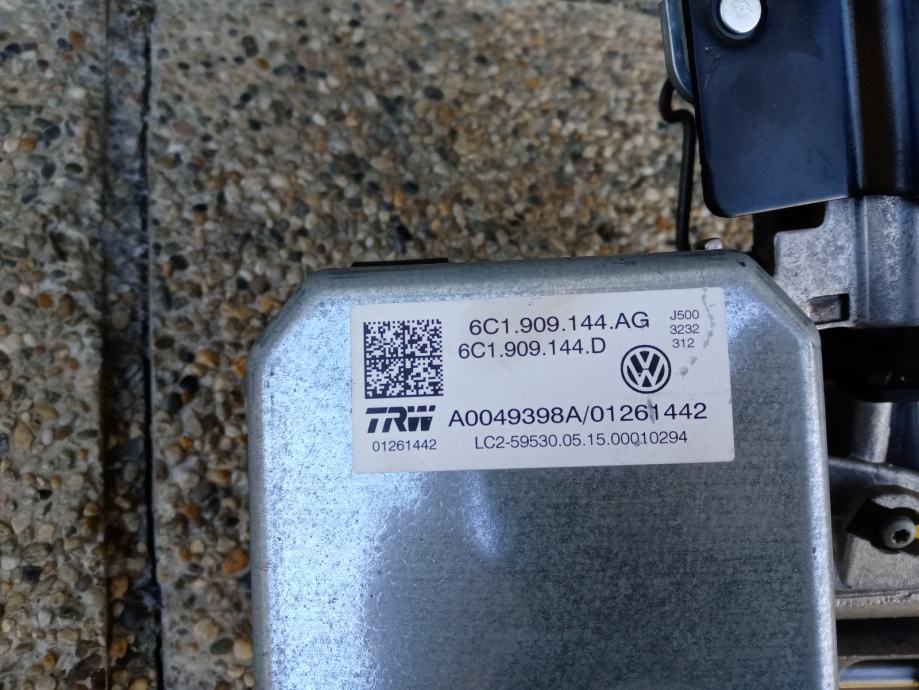 6C1.909.144.AG
6C1.909.144.D
J500
3232
312
TRW
A0049398A/01261442
01261442
LC2-59530.05.15.00010294